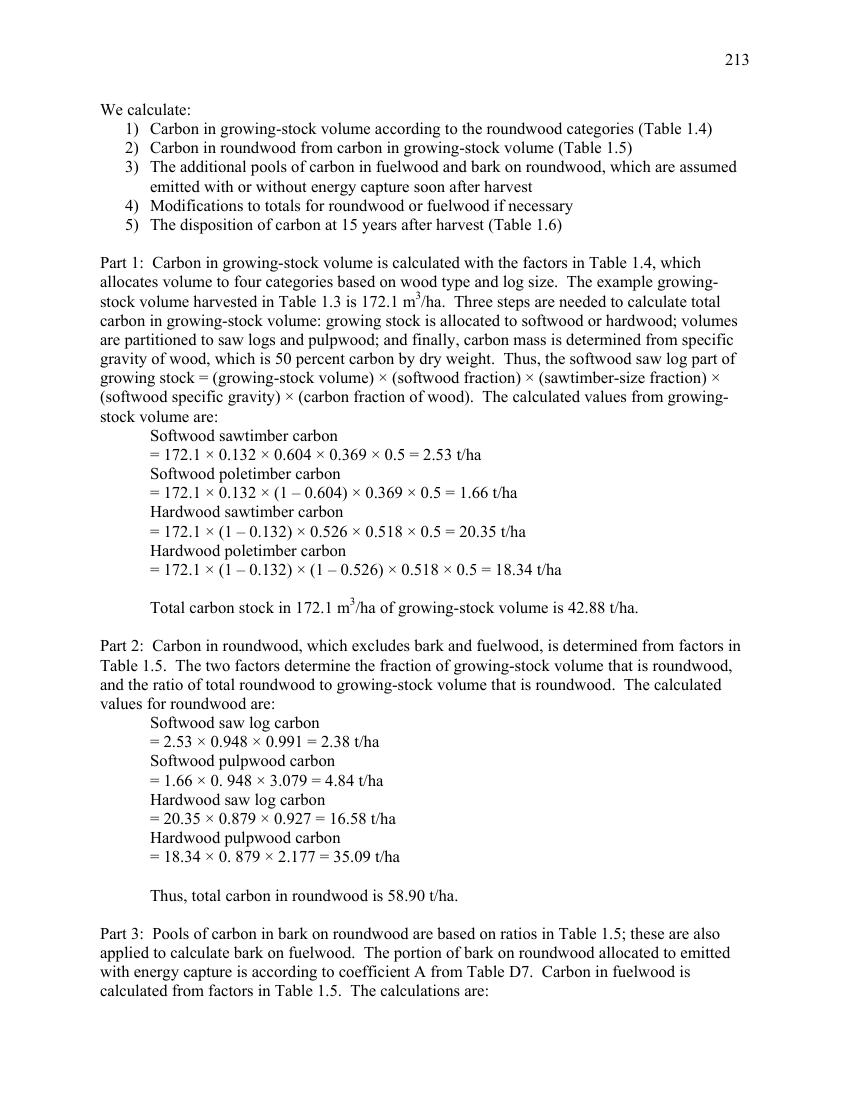 213
We calculate:
1) Carbon in growing-stock volume according to the roundwood categories (Table 1.4)
2) Carbon in roundwood from carbon in growing-stock volume (Table 1.5)
3) The additional pools of carbon in fuelwood and bark on roundwood, which are assumed
emitted with or without energy capture soon after harvest
4) Modifications to totals for roundwood or fuelwood if necessary
5) The disposition of carbon at 15 years after harvest (Table 1.6)
Part 1: Carbon in growing-stock volume is calculated with the factors in Table 1.4, which
allocates volume to four categories based on wood type and log size. The example growing-
stock volume harvested in Table 1.3 is 172.1 m³/ha. Three steps are needed to calculate total
carbon in growing-stock volume: growing stock is allocated to softwood or hardwood; volumes
are partitioned to saw logs and pulpwood; and finally, carbon mass is determined from specific
gravity of wood, which is 50 percent carbon by dry weight. Thus, the softwood saw log part of
growing stock = (growing-stock volume) × (softwood fraction) × (sawtimber-size fraction) ×
(softwood specific gravity) × (carbon fraction of wood). The calculated values from growing-
stock volume are:
Softwood sawtimber carbon
= 172.1 × 0.132 × 0.604 × 0.369 × 0.5 = 2.53 t/ha
Softwood poletimber carbon
= 172.1 × 0.132 × (1 – 0.604) × 0.369 × 0.5 = 1.66 t/ha
Hardwood sawtimber carbon
= 172.1 × (1 – 0.132) × 0.526 × 0.518 × 0.5 = 20.35 t/ha
Hardwood poletimber carbon
= 172.1 × (1 – 0.132) × (1 – 0.526) × 0.518 × 0.5 = 18.34 t/ha
Total carbon stock in 172.1 m³/ha of growing-stock volume is 42.88 t/ha.
Part 2: Carbon in roundwood, which excludes bark and fuelwood, is determined from factors in
Table 1.5. The two factors determine the fraction of growing-stock volume that is roundwood,
and the ratio of total roundwood to growing-stock volume that is roundwood. The calculated
values for roundwood are:
Softwood saw log carbon
= 2.53 × 0.948 × 0.991 = 2.38 t/ha
Softwood pulpwood carbon
= 1.66 × 0. 948 × 3.079 = 4.84 t/ha
Hardwood saw log carbon
= 20.35 × 0.879 × 0.927 = 16.58 t/ha
Hardwood pulpwood carbon
= 18.34 × 0. 879 × 2.177 = 35.09 t/ha
Thus, total carbon in roundwood is 58.90 t/ha.
Part 3: Pools of carbon in bark on roundwood are based on ratios in Table 1.5; these are also
applied to calculate bark on fuelwood. The portion of bark on roundwood allocated to emitted
with energy capture is according to coefficient A from Table D7. Carbon in fuelwood is
calculated from factors in Table 1.5. The calculations are: